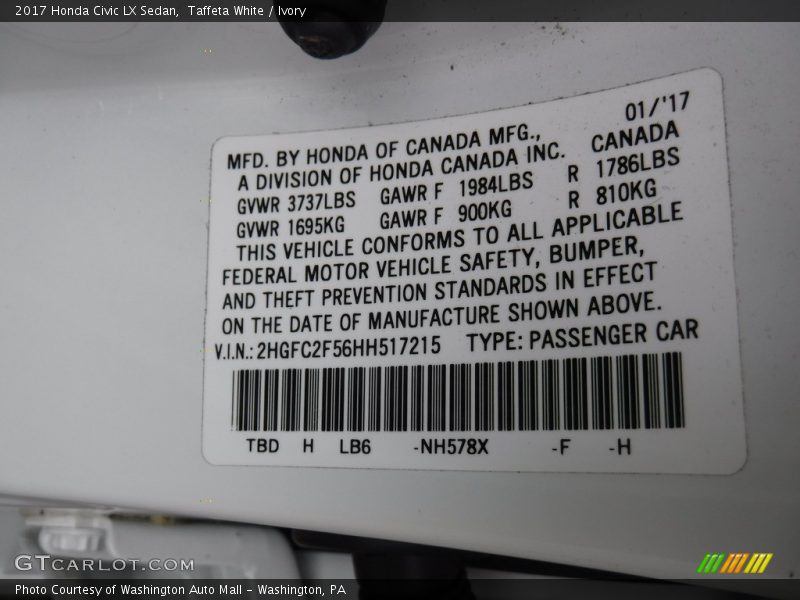 2017 Honda Civic LX Sedan,  Taffeta White / Ivory
01/'17
MFD. BY HONDA OF CANADA MFG., CANADA
A DIVISION OF HONDA CANADA INC.
GVWR 3737LBS GAWR F 1984LBS R 1786LBS
GVWR 1695KG GAWR F 900KG R 810KG
THIS VEHICLE CONFORMS TO ALL APPLICABLE
FEDERAL MOTOR VEHICLE SAFETY, BUMPER,
AND THEFT PREVENTION STANDARDS IN EFFECT
ON THE DATE OF MANUFACTURE SHOWN ABOVE.
V.I.N.: 2HGFC2F56HH517215 TYPE: PASSENGER CAR
TBD H LB6 -NH578X -F -H
GTCARLOT.COM
Photo Courtesy of Washington Auto Mall - Washington, PA